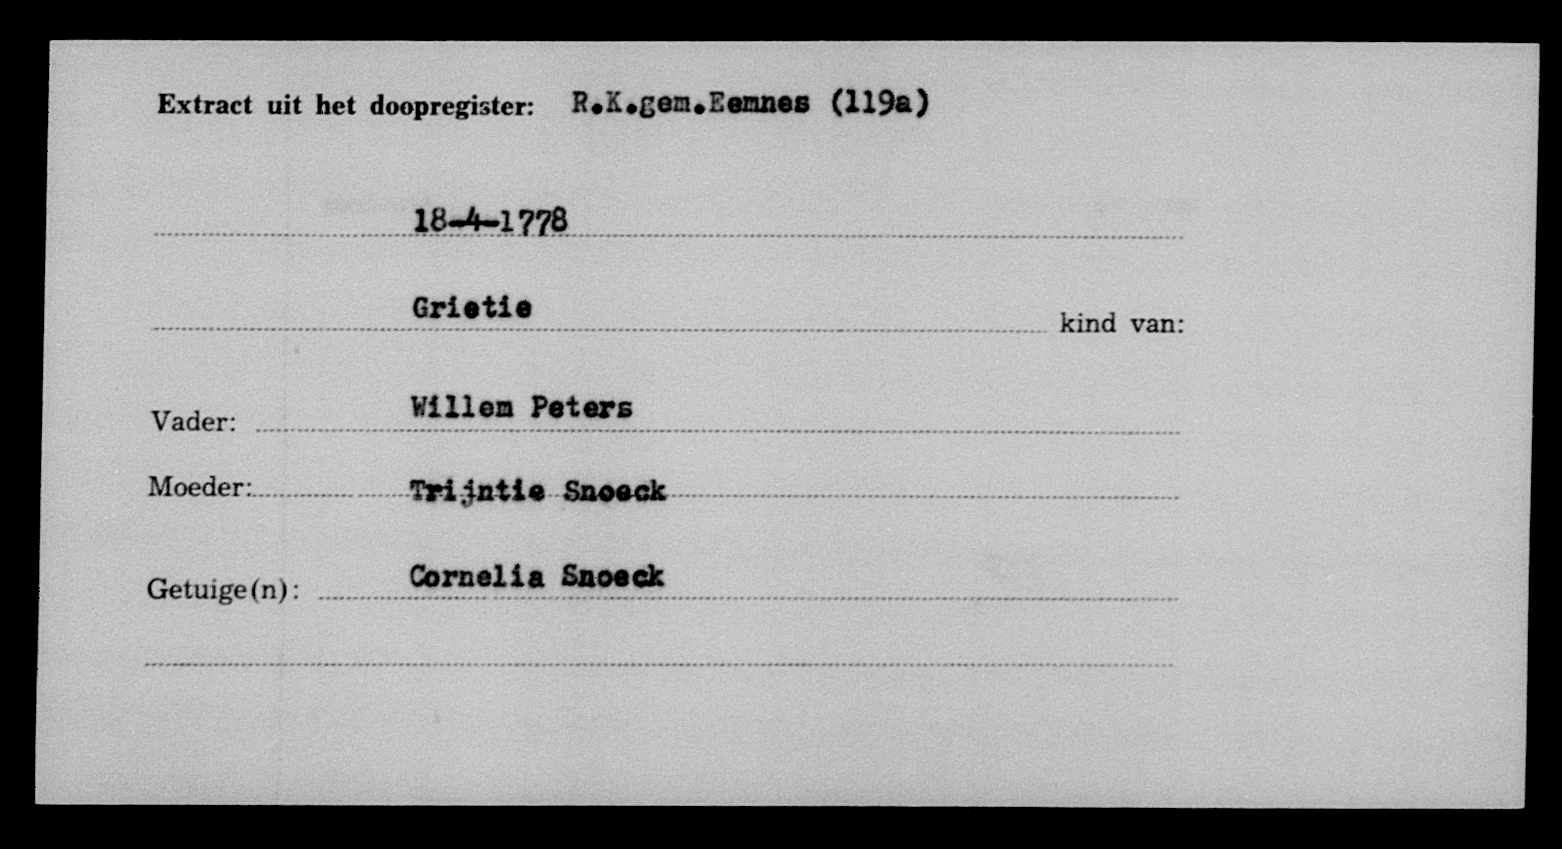 Extract uit het doopregister: R.K.gem.Eemnes (119a)
18-4-1778
Grietie kind van:
Vader: Willem Peters
Moeder: Trijntie Snoeck
Getuige(n): Cornelia Snoeck